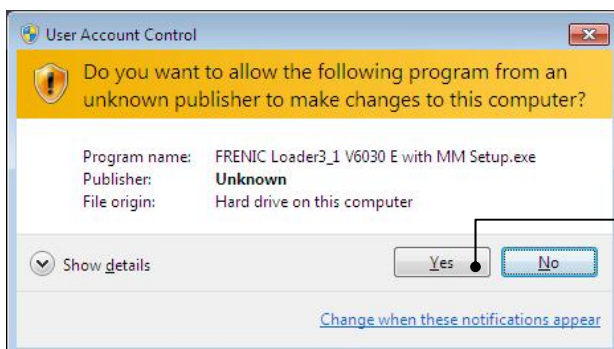 User Account Control
Do you want to allow the following program from an
unknown publisher to make changes to this computer?
Program name: FRENIC Loader3_1 V6030 E with MM Setup.exe
Publisher: Unknown
File origin: Hard drive on this computer
Show details Yes No
Change when these notifications appear